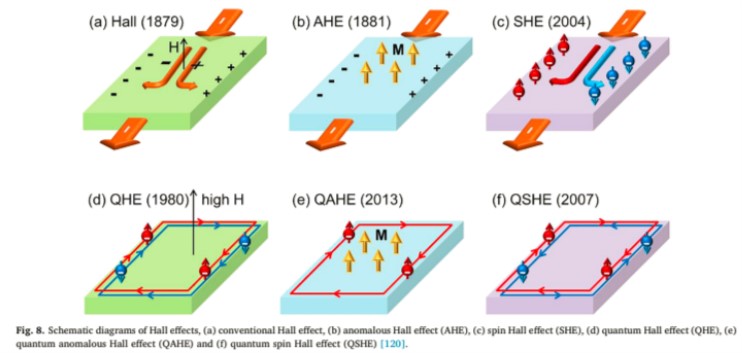 (a) Hall (1879)
(b) AHE (1881)
(c) SHE (2004)
H
M
(d) QHE (1980)
high H
(e) QAHE (2013)
(f) QSHE (2007)
M
Fig. 8. Schematic diagrams of Hall effects, (a) conventional Hall effect, (b) anomalous Hall effect (AHE), (c) spin Hall effect (SHE), (d) quantum Hall effect (QHE), (e)
quantum anomalous Hall effect (QAHE) and (f) quantum spin Hall effect (QSHE) [120].